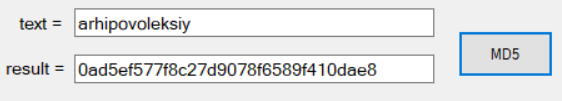 text = arhipovoleksiy
MD5
result = 0ad5ef577f8c27d9078f6589f410dae8